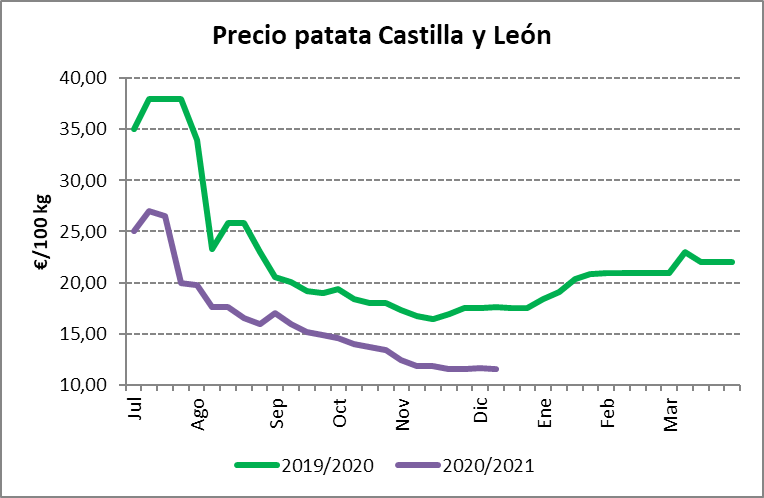 Precio patata Castilla y León
€/100 kg
40,00
35,00
30,00
25,00
20,00
15,00
10,00
Jul Ago Sep Oct Nov Dic Ene Feb Mar
2019/2020 2020/2021